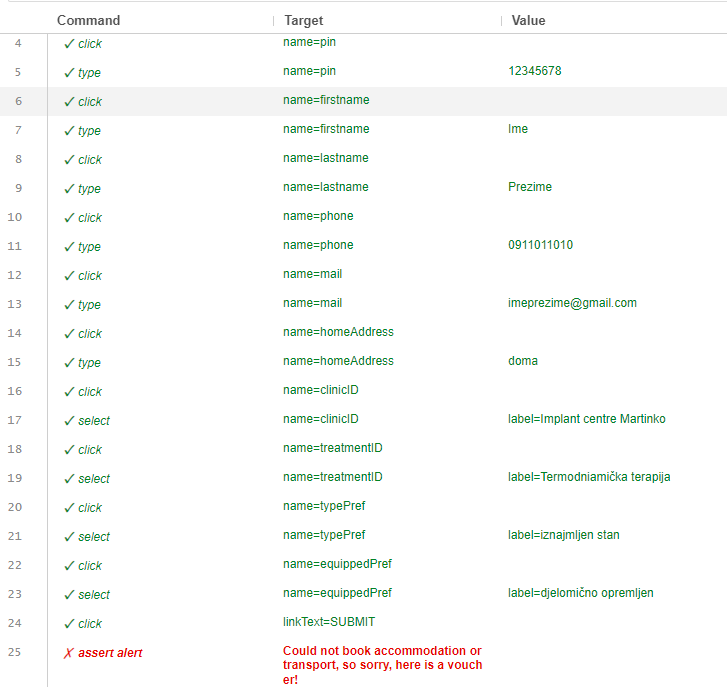 Command Target Value
4 ✓ click name=pin
5 ✓ type name=pin 12345678
6 ✓ click name=firstname
7 ✓ type name=firstname Ime
8 ✓ click name=lastname
9 ✓ type name=lastname Prezime
10 ✓ click name=phone
11 ✓ type name=phone 0911011010
12 ✓ click name=mail
13 ✓ type name=mail imeprezime@gmail.com
14 ✓ click name=homeAddress
15 ✓ type name=homeAddress doma
16 ✓ click name=clinicID
17 ✓ select name=clinicID label=Implant centre Martinko
18 ✓ click name=treatmentID
19 ✓ select name=treatmentID label=Termodniamička terapija
20 ✓ click name=typePref
21 ✓ select name=typePref label=iznajmljen stan
22 ✓ click name=equippedPref
23 ✓ select name=equippedPref label=djelomično opremljen
24 ✓ click linkText=SUBMIT
25 ✗ assert alert Could not book accommodation or
transport, so sorry, here is a vouch
er!